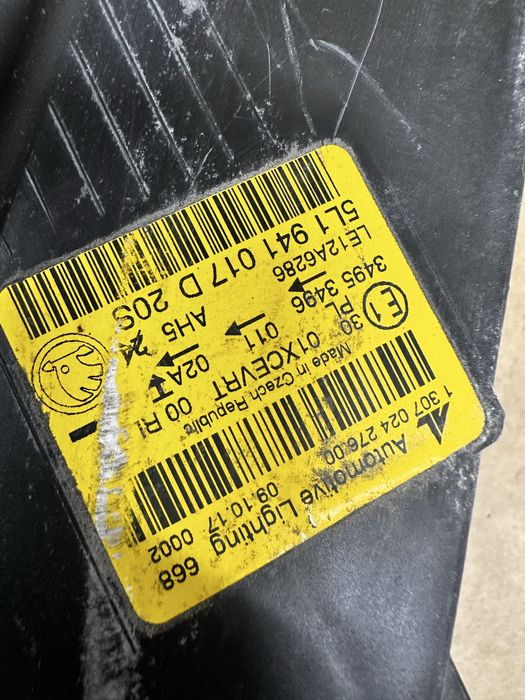 Automotive Lighting 668
1 307 024 276.00 09.10.17 0002
Made in Czech Republic
01XCEVRT 00
E1 30 PL 011 02A
3495 3496 AH5
LE12A6286
5L1 941 017 D 20S